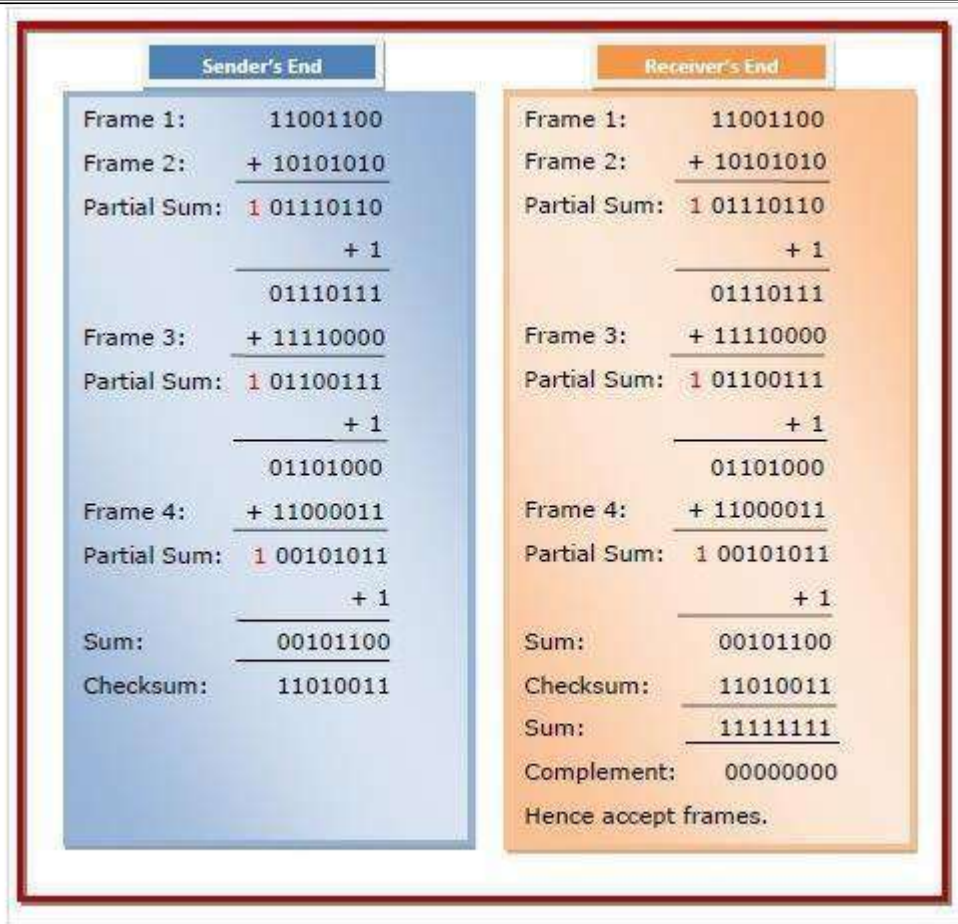 Sender's End
Frame 1: 11001100
Frame 2: + 10101010
Partial Sum: 1 01110110
+ 1
01110111
Frame 3: + 11110000
Partial Sum: 1 01100111
+ 1
01101000
Frame 4: + 11000011
Partial Sum: 1 00101011
+ 1
Sum: 00101100
Checksum: 11010011
Receiver's End
Frame 1: 11001100
Frame 2: + 10101010
Partial Sum: 1 01110110
+ 1
01110111
Frame 3: + 11110000
Partial Sum: 1 01100111
+ 1
01101000
Frame 4: + 11000011
Partial Sum: 1 00101011
+ 1
Sum: 00101100
Checksum: 11010011
Sum: 11111111
Complement: 00000000
Hence accept frames.